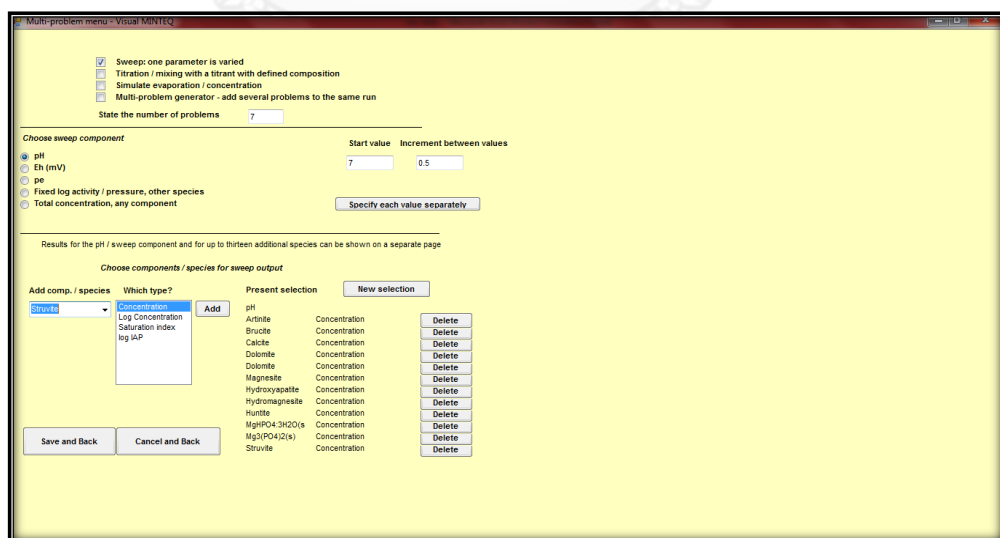 Multi-problem menu - Visual MINTEQ
Sweep: one parameter is varied
Titration / mixing with a titrant with defined composition
Simulate evaporation / concentration
Multi-problem generator - add several problems to the same run
State the number of problems 7
Choose sweep component
Start value Increment between values
pH
7 0.5
Eh (mV)
pe
Fixed log activity / pressure, other species
Total concentration, any component
Specify each value separately
Results for the pH / sweep component and for up to thirteen additional species can be shown on a separate page
Choose components / species for sweep output
Add comp. / species Which type? Present selection New selection
Struvite Concentration Add pH
Log Concentration
Saturation index
log IAP
Artinite Concentration Delete
Brucite Concentration Delete
Calcite Concentration Delete
Dolomite Concentration Delete
Dolomite Concentration Delete
Magnesite Concentration Delete
Hydroxyapatite Concentration Delete
Hydromagnesite Concentration Delete
Huntite Concentration Delete
MgHPO4:3H2O(s Concentration Delete
Mg3(PO4)2(s) Concentration Delete
Struvite Concentration Delete
Save and Back Cancel and Back